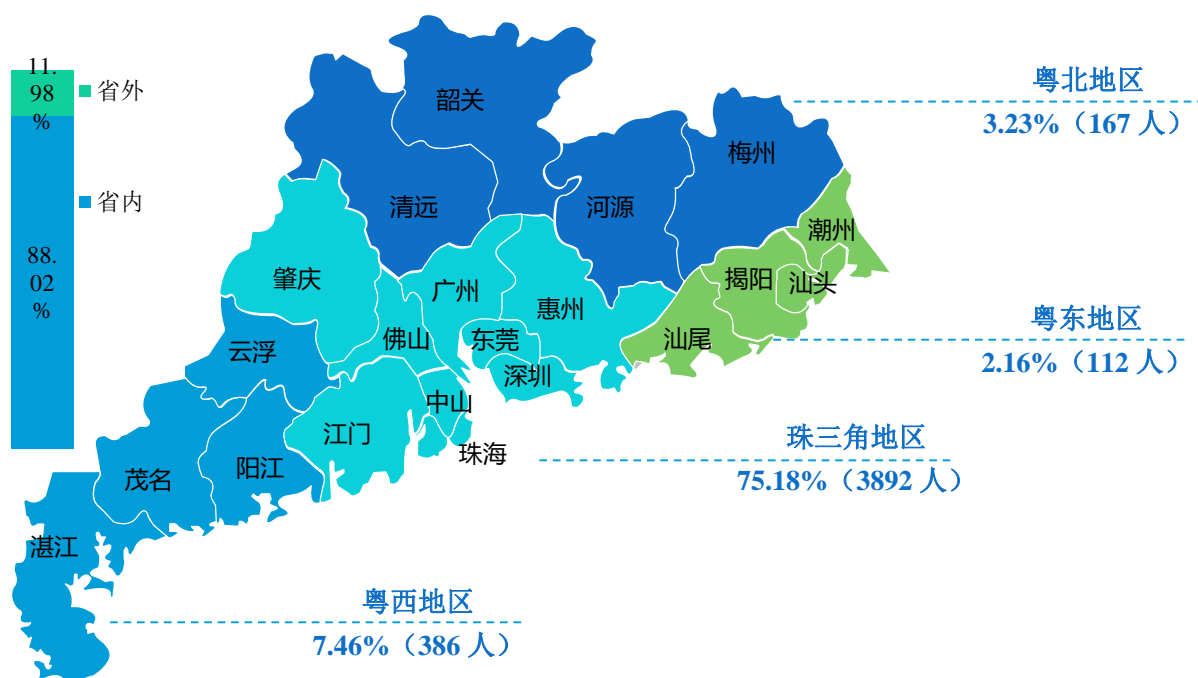 11.
98
%
省外
省内
88.
02
%
韶关
清远
河源
梅州
潮州
肇庆
广州
惠州
揭阳
汕头
云浮
佛山
东莞
汕尾
深圳
中山
江门
珠海
茂名
阳江
湛江
粤北地区
3.23%（167 人）
粤东地区
2.16%（112 人）
珠三角地区
75.18%（3892 人）
粤西地区
7.46%（386 人）